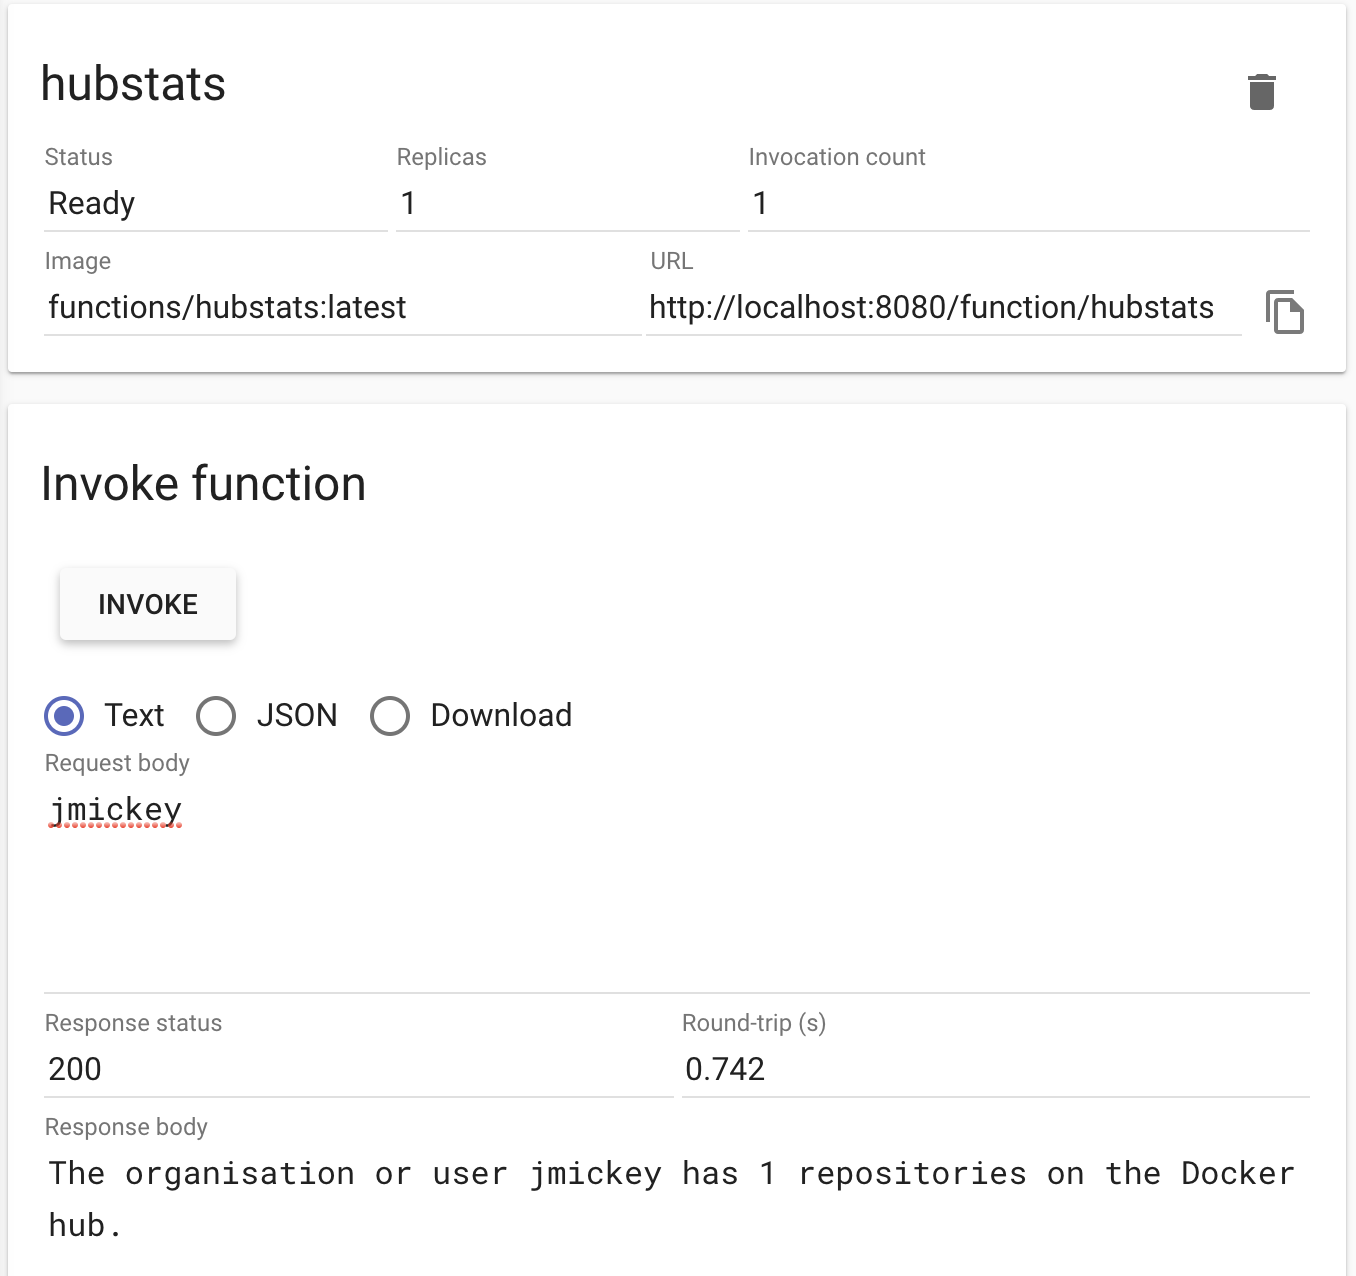 hubstats
Status
Replicas
Invocation count
Ready
1
1
Image
URL
functions/hubstats:latest
http://localhost:8080/function/hubstats
Invoke function
INVOKE
Text
JSON
Download
Request body
jmickey
Response status
Round-trip (s)
200
0.742
Response body
The organisation or user jmickey has 1 repositories on the Docker
hub.